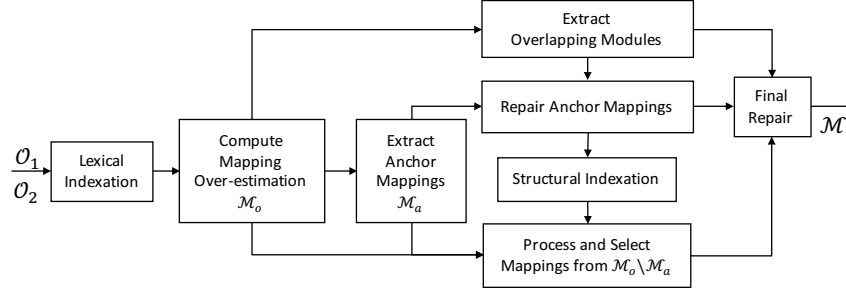 Extract
Overlapping Modules
Repair Anchor Mappings
Final
Repair
ℳ
𝒪₁
𝒪₂
Lexical
Indexation
Compute
Mapping
Over-estimation
ℳₒ
Extract
Anchor
Mappings
ℳₐ
Structural Indexation
Process and Select
Mappings from ℳₒ\ℳₐ